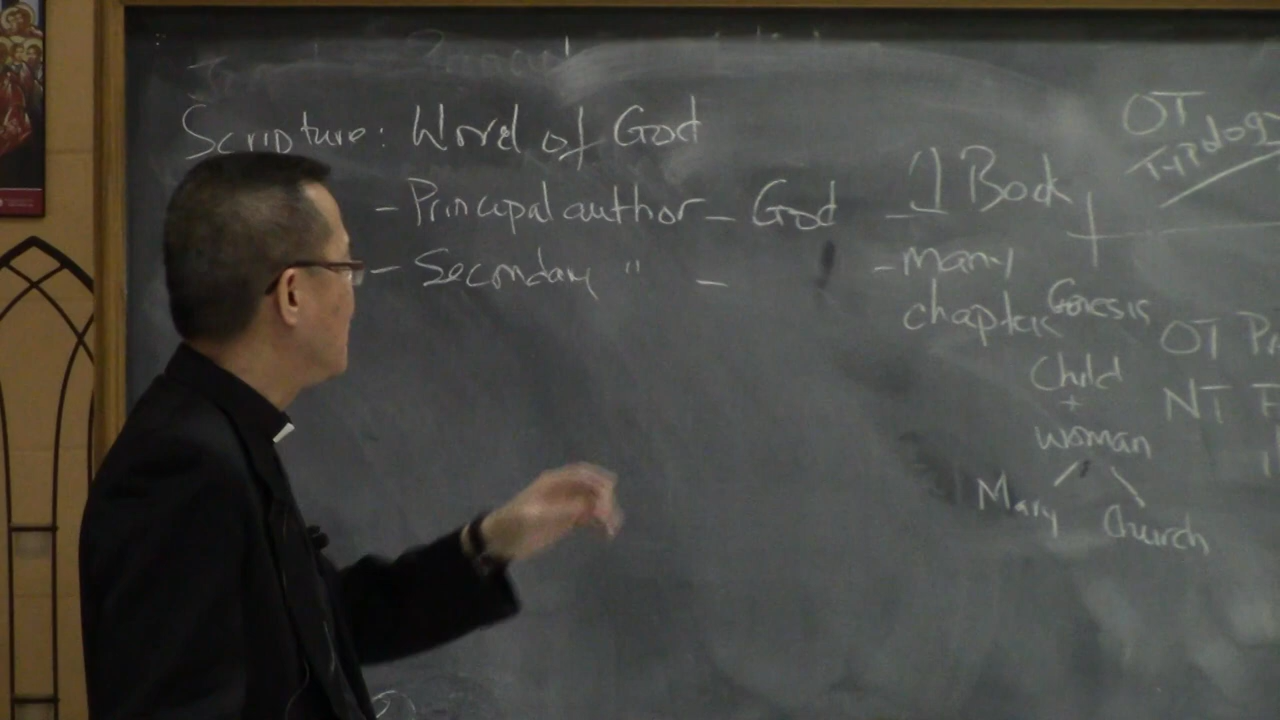 Scripture: Word of God
- Principal author - God
- Secondary " -
- 1 Book
- many
chapters
OT
Typology
Genesis
Child
+
woman
Mary Church
OT
NT